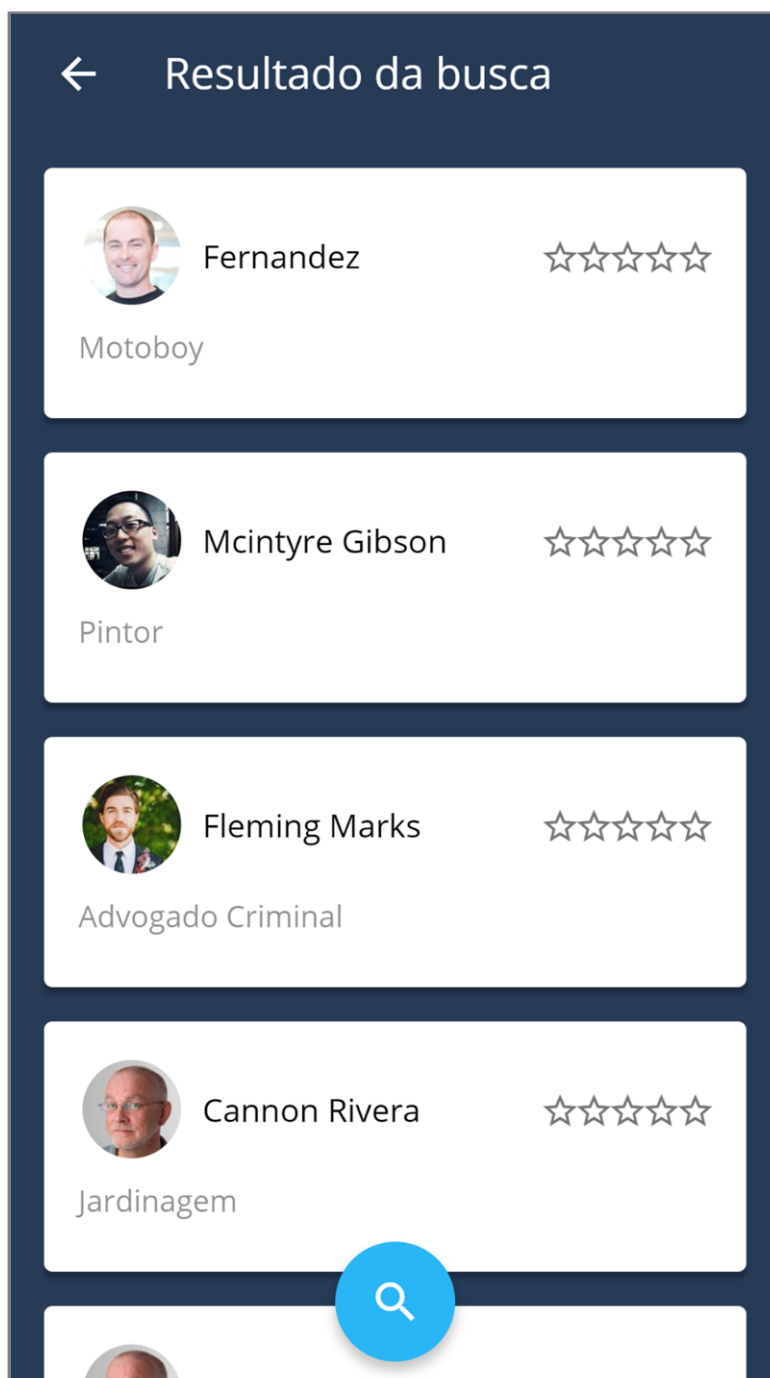 Resultado da busca
Fernandez
Motoboy
Mcintyre Gibson
Pintor
Fleming Marks
Advogado Criminal
Cannon Rivera
Jardinagem